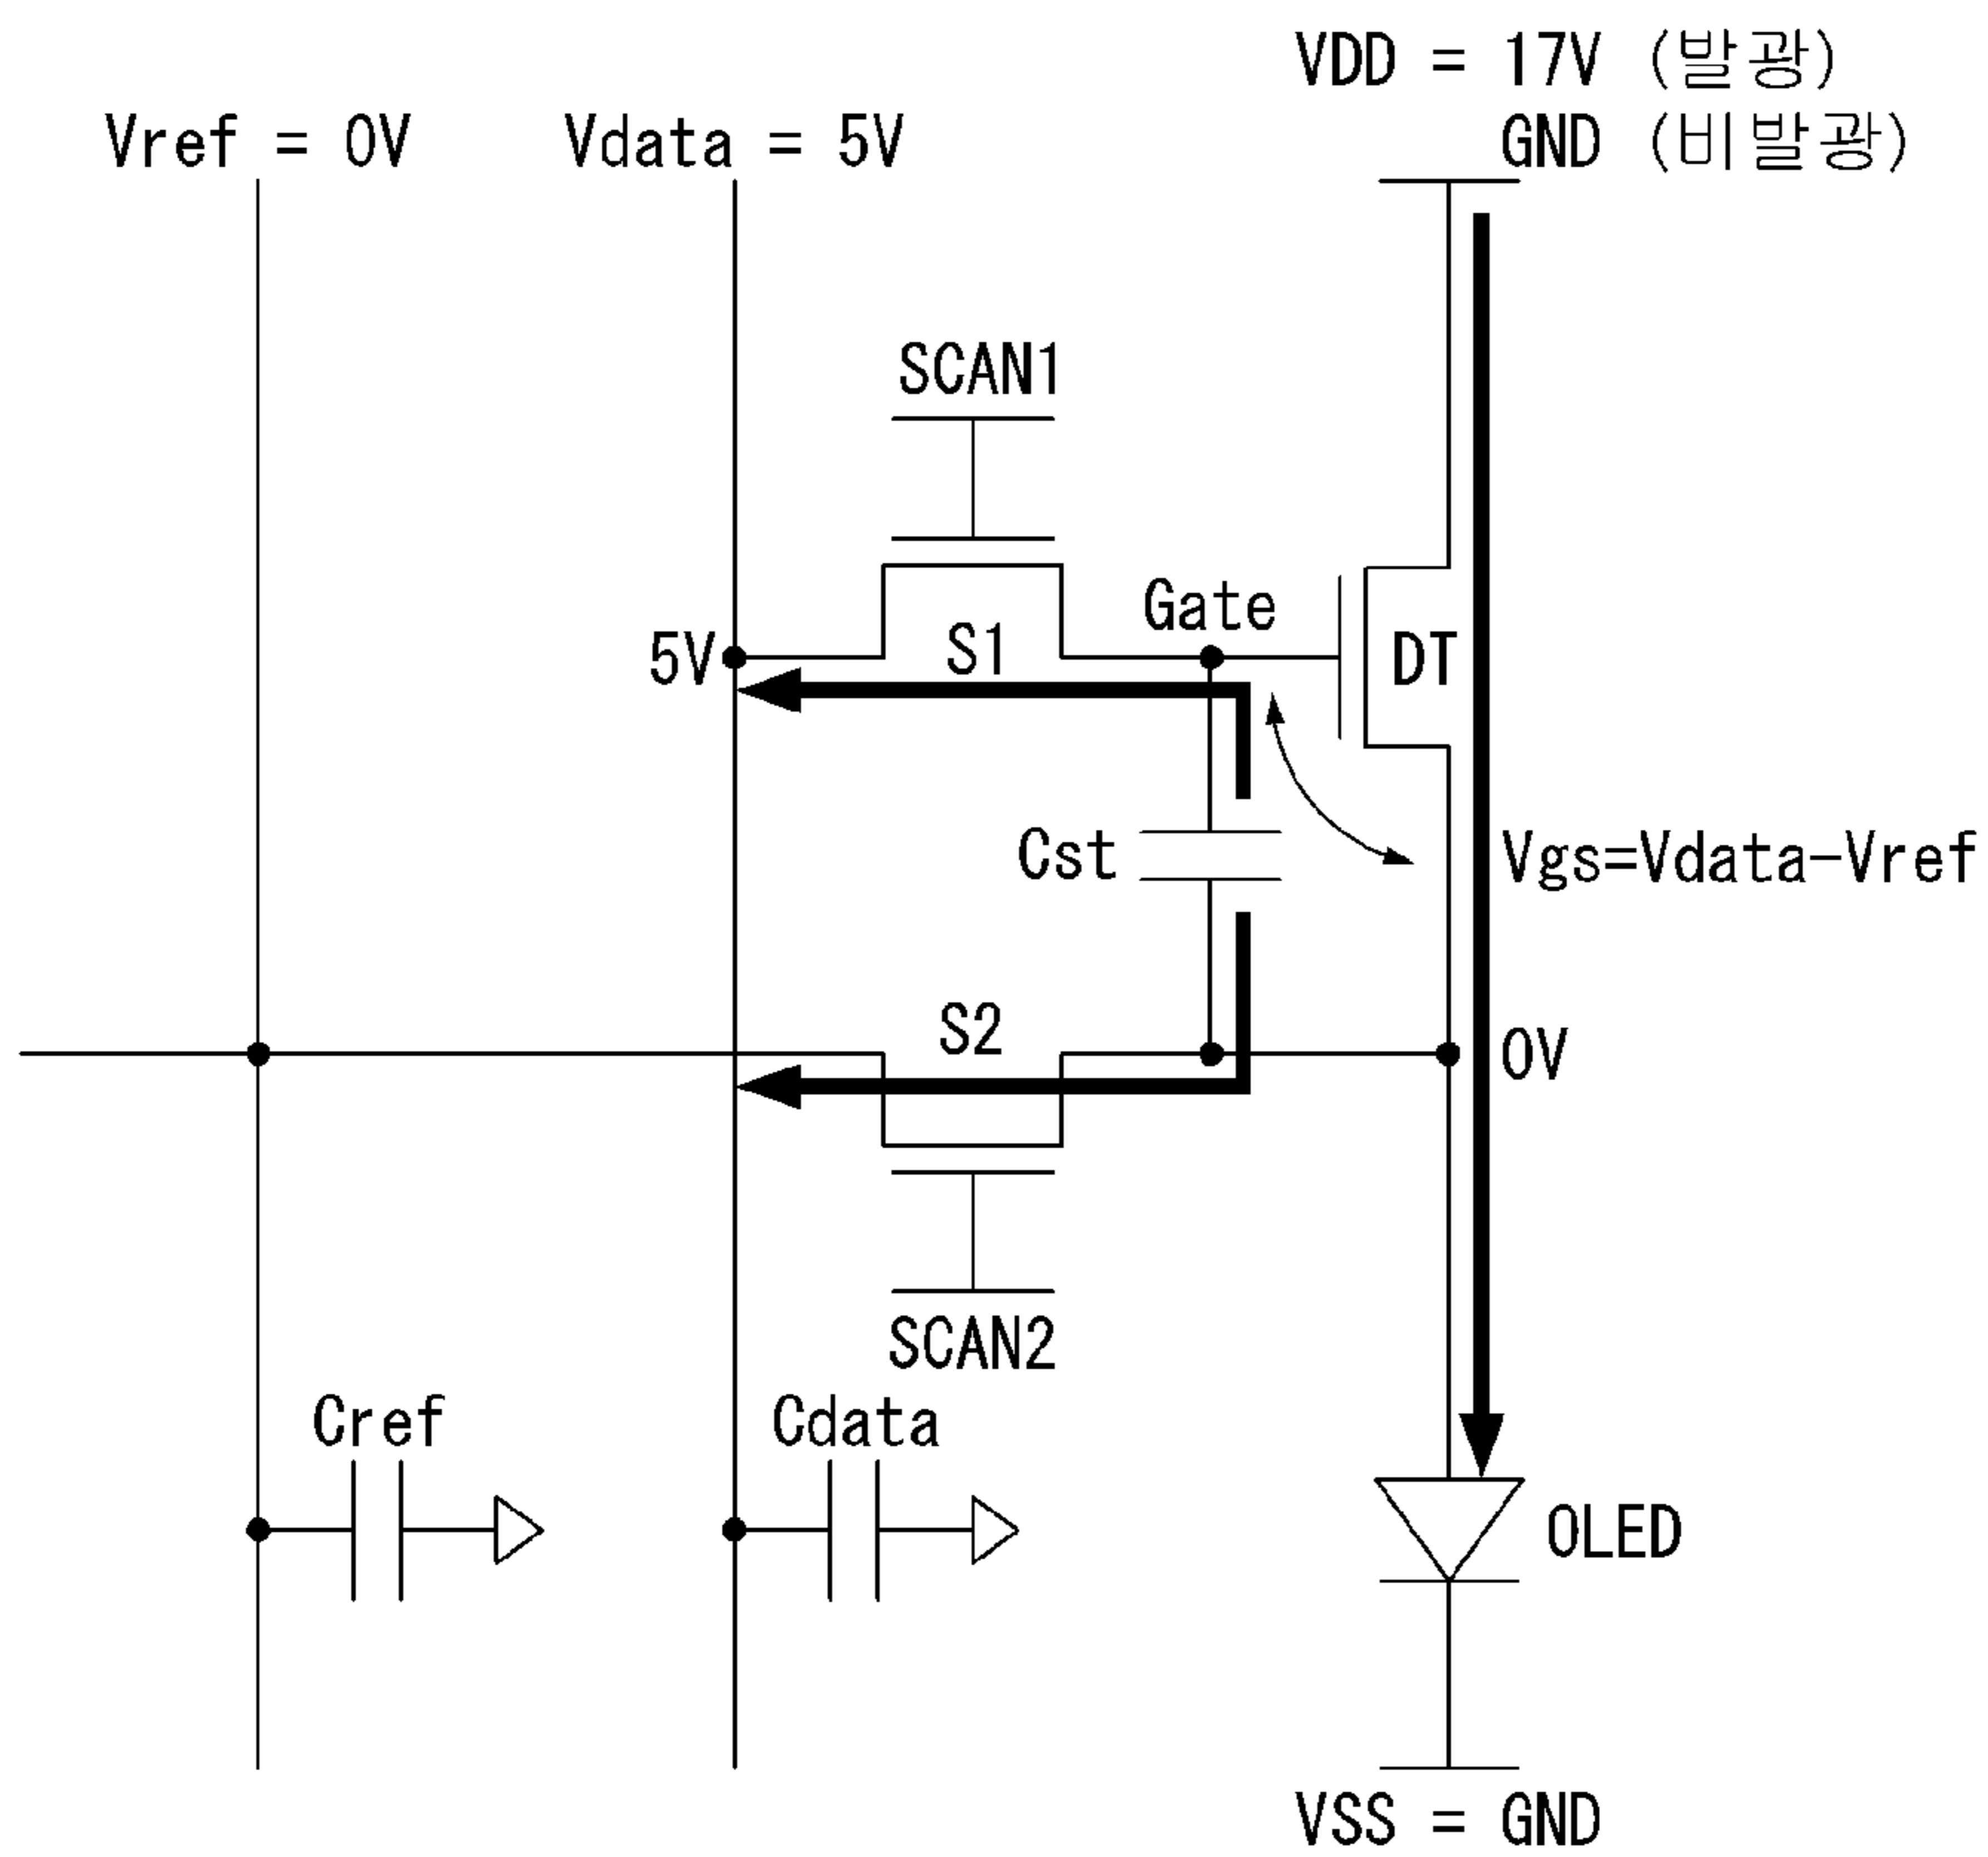 VDD = 17V (발광)
Vref = 0V
Vdata = 5V
GND (비발광)
SCAN1
Gate
5V
S1
DT
Cst
Vgs=Vdata-Vref
S2
0V
SCAN2
Cref
Cdata
OLED
VSS = GND